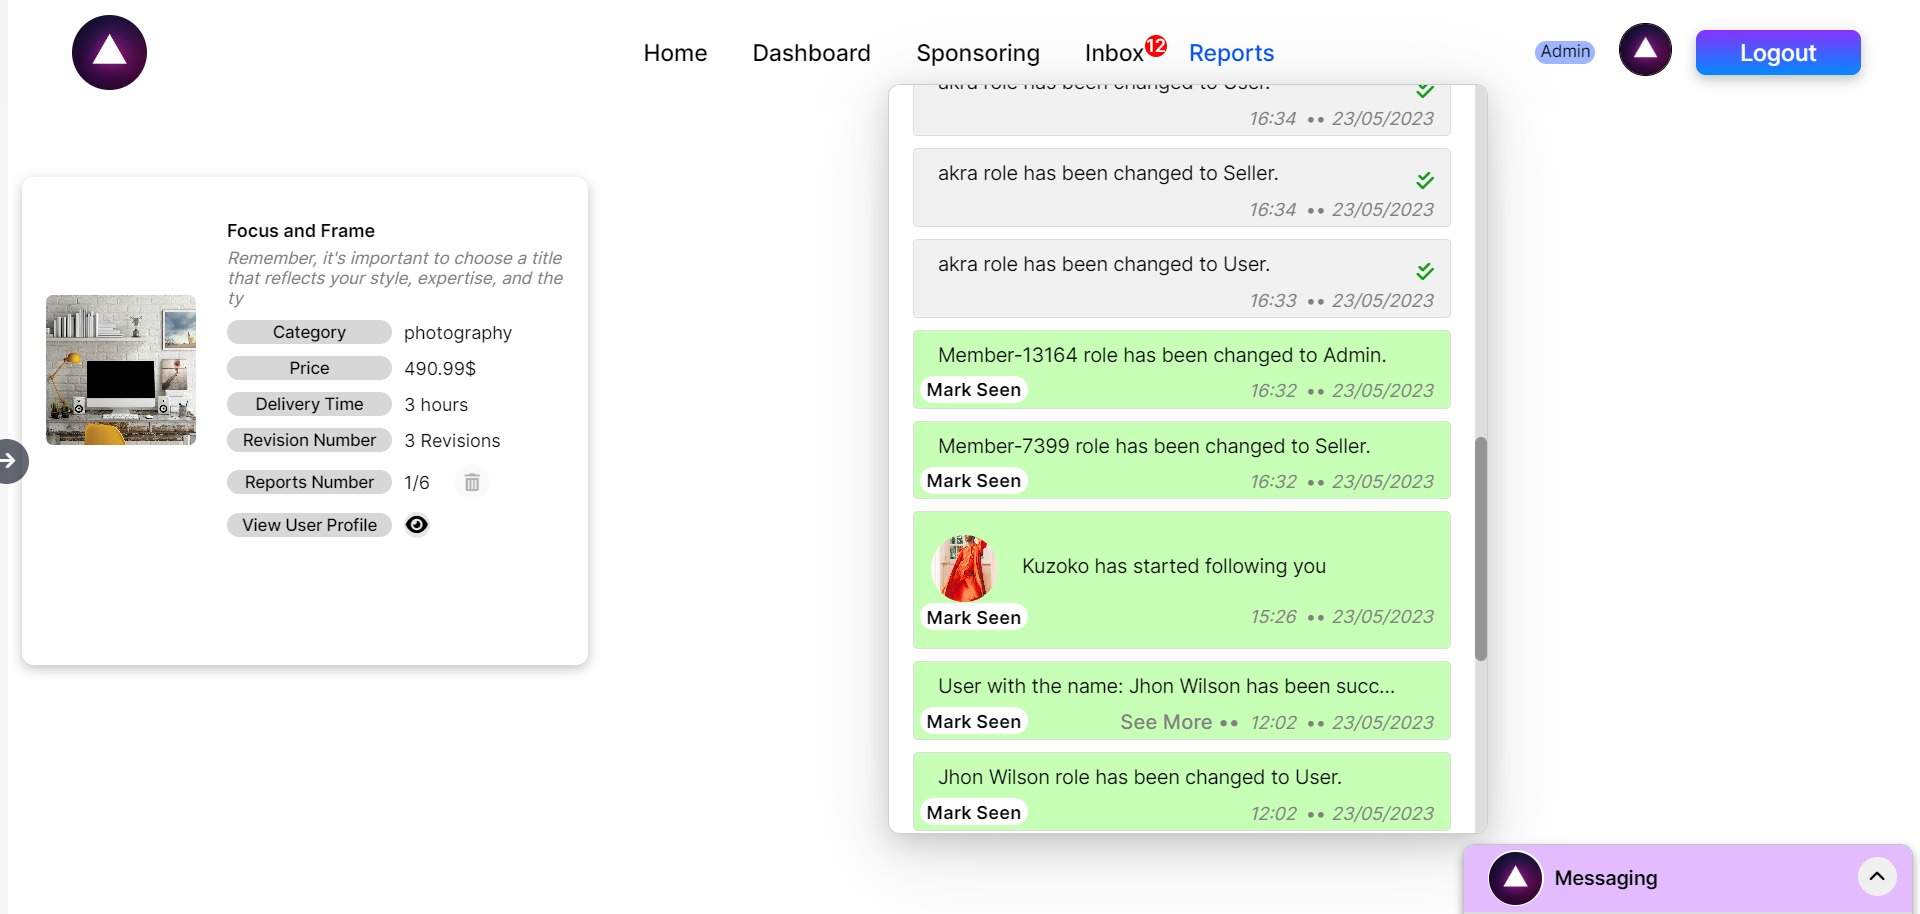 Home
Dashboard
Sponsoring
Inbox
12
Reports
Admin
Logout
Focus and Frame
Remember, it's important to choose a title
that reflects your style, expertise, and the
ty
Category photography
Price 490.99$
Delivery Time 3 hours
Revision Number 3 Revisions
Reports Number 1/6
View User Profile
akra role has been changed to User.
16:34 •• 23/05/2023
akra role has been changed to Seller.
16:34 •• 23/05/2023
akra role has been changed to User.
16:33 •• 23/05/2023
Member-13164 role has been changed to Admin.
Mark Seen 16:32 •• 23/05/2023
Member-7399 role has been changed to Seller.
Mark Seen 16:32 •• 23/05/2023
Kuzoko has started following you
Mark Seen 15:26 •• 23/05/2023
User with the name: Jhon Wilson has been succ...
Mark Seen See More •• 12:02 •• 23/05/2023
Jhon Wilson role has been changed to User.
Mark Seen 12:02 •• 23/05/2023
Messaging